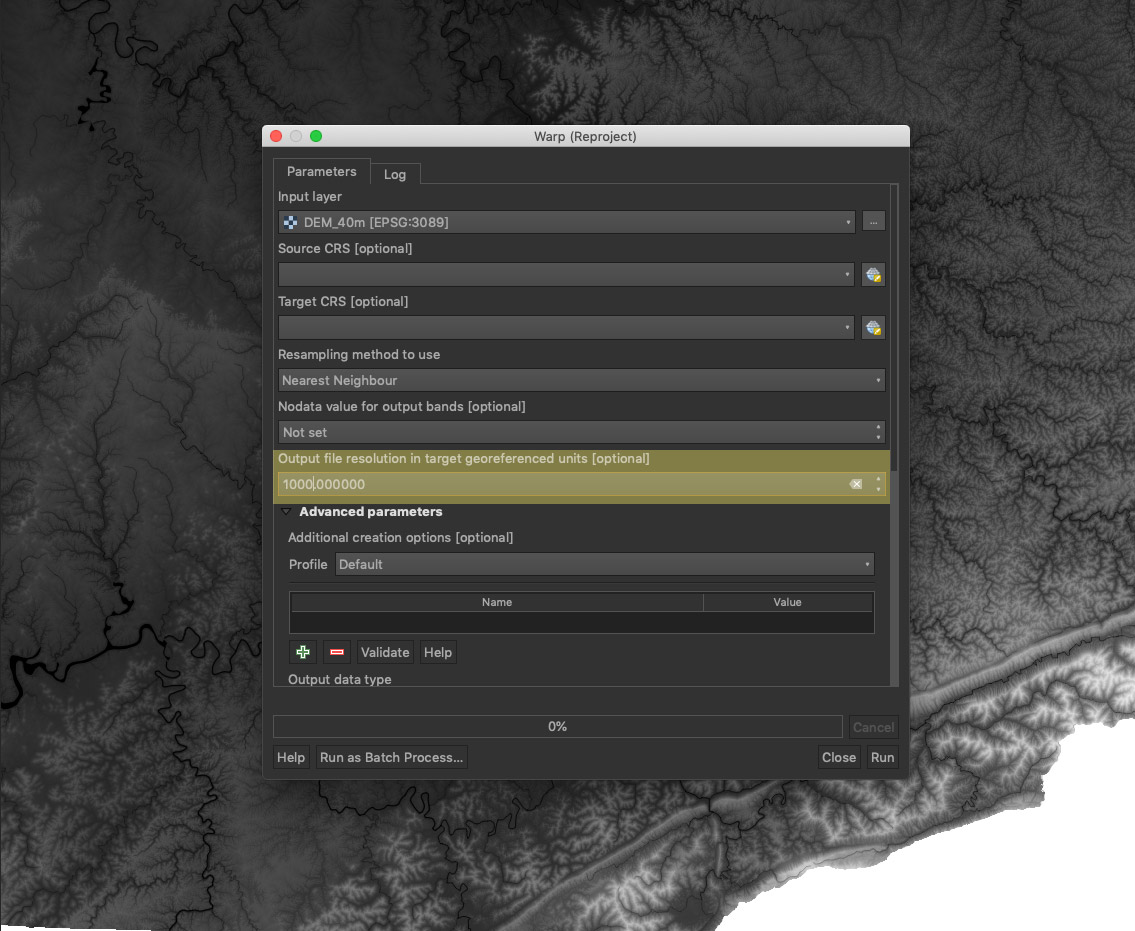 Warp (Reproject)
Parameters
Log
Input layer
DEM_40m [EPSG:3089]
...
Source CRS [optional]
Target CRS [optional]
Resampling method to use
Nearest Neighbour
Nodata value for output bands [optional]
Not set
Output file resolution in target georeferenced units [optional]
1000.000000
Advanced parameters
Additional creation options [optional]
Profile Default
Name Value
Validate Help
Output data type
0% Cancel
Help Run as Batch Process... Close Run